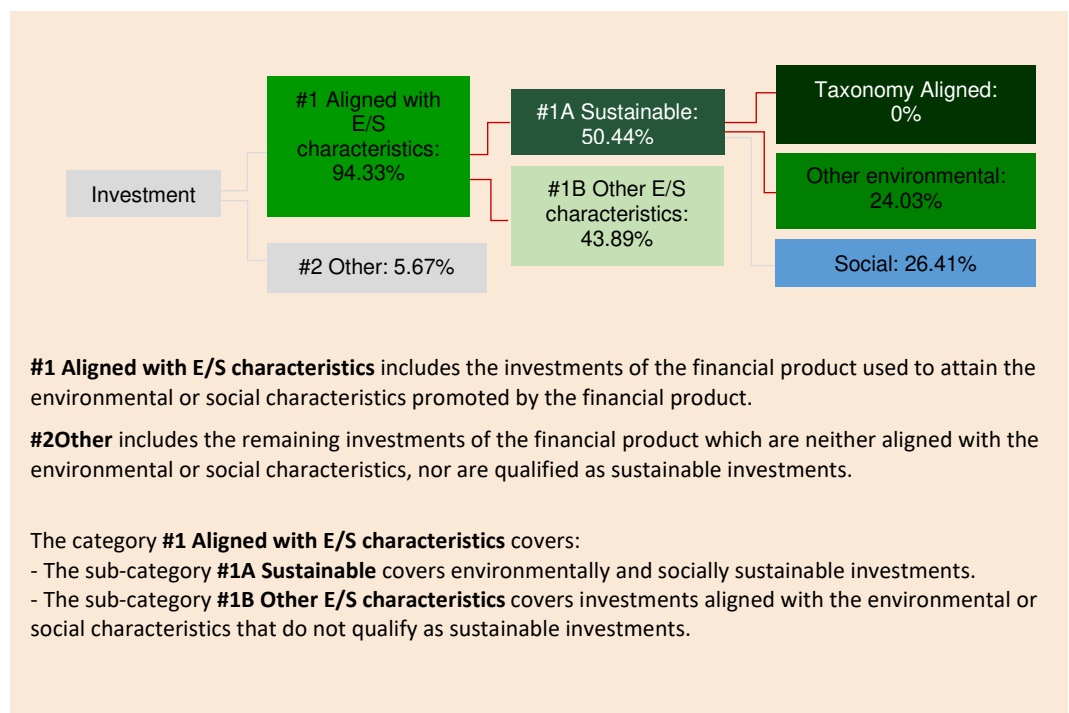 Investment
#1 Aligned with
E/S
characteristics:
94.33%
#2 Other: 5.67%
#1A Sustainable:
50.44%
#1B Other E/S
characteristics:
43.89%
Taxonomy Aligned:
0%
Other environmental:
24.03%
Social: 26.41%
#1 Aligned with E/S characteristics includes the investments of the financial product used to attain the
environmental or social characteristics promoted by the financial product.
#2Other includes the remaining investments of the financial product which are neither aligned with the
environmental or social characteristics, nor are qualified as sustainable investments.
The category #1 Aligned with E/S characteristics covers:
- The sub-category #1A Sustainable covers environmentally and socially sustainable investments.
- The sub-category #1B Other E/S characteristics covers investments aligned with the environmental or
social characteristics that do not qualify as sustainable investments.